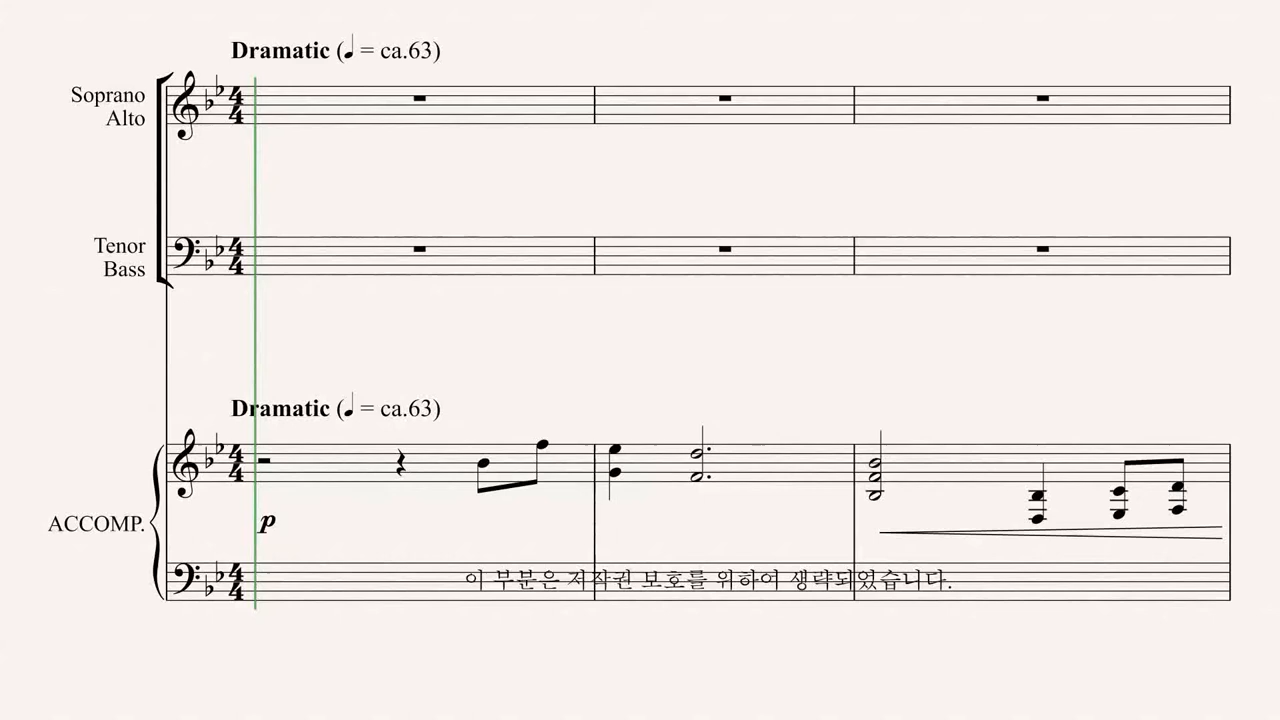 Dramatic (♩ = ca.63)
Soprano
Alto
Tenor
Bass
Dramatic (♩ = ca.63)
p
ACCOMP.
이 부분은 저작권 보호를 위하여 생략되었습니다.